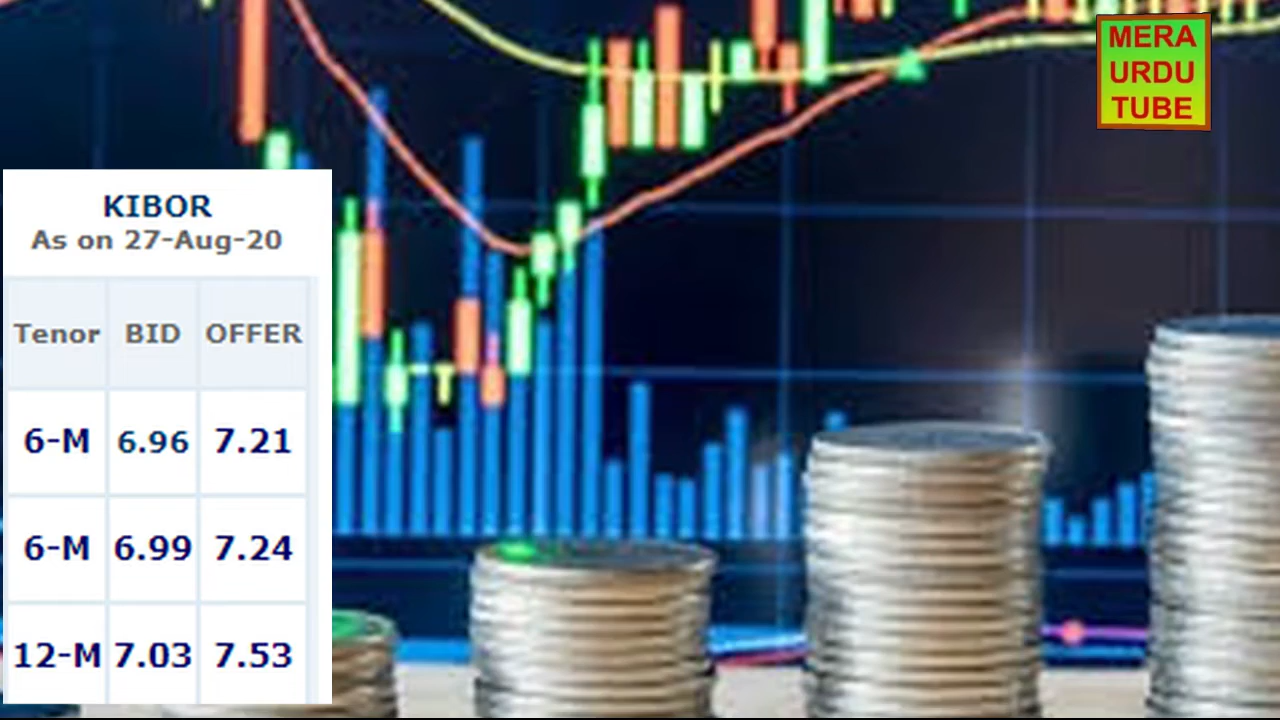 MERA
URDU
TUBE
KIBOR
As on 27-Aug-20
Tenor BID OFFER
6-M 6.96 7.21
6-M 6.99 7.24
12-M 7.03 7.53